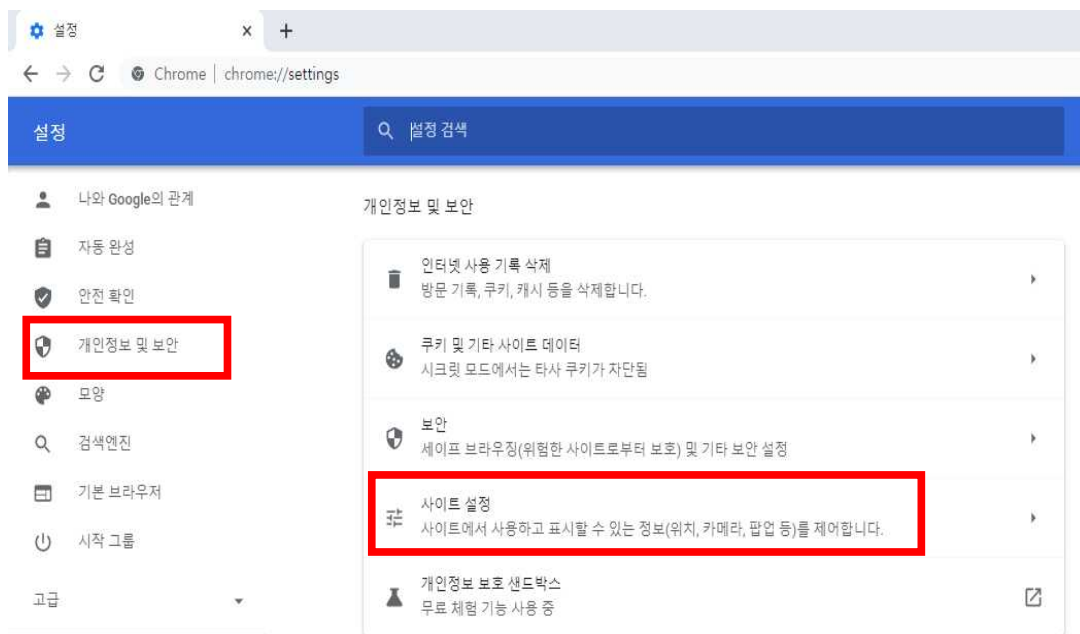 설정
Chrome | chrome://settings
설정
설정 검색
나와 Google의 관계
자동 완성
안전 확인
개인정보 및 보안
모양
검색엔진
기본 브라우저
시작 그룹
고급
개인정보 및 보안
인터넷 사용 기록 삭제
방문 기록, 쿠키, 캐시 등을 삭제합니다.
쿠키 및 기타 사이트 데이터
시크릿 모드에서는 타사 쿠키가 차단됨
보안
세이프 브라우징(위험한 사이트로부터 보호) 및 기타 보안 설정
사이트 설정
사이트에서 사용하고 표시할 수 있는 정보(위치, 카메라, 팝업 등)를 제어합니다.
개인정보 보호 샌드박스
무료 체험 기능 사용 중